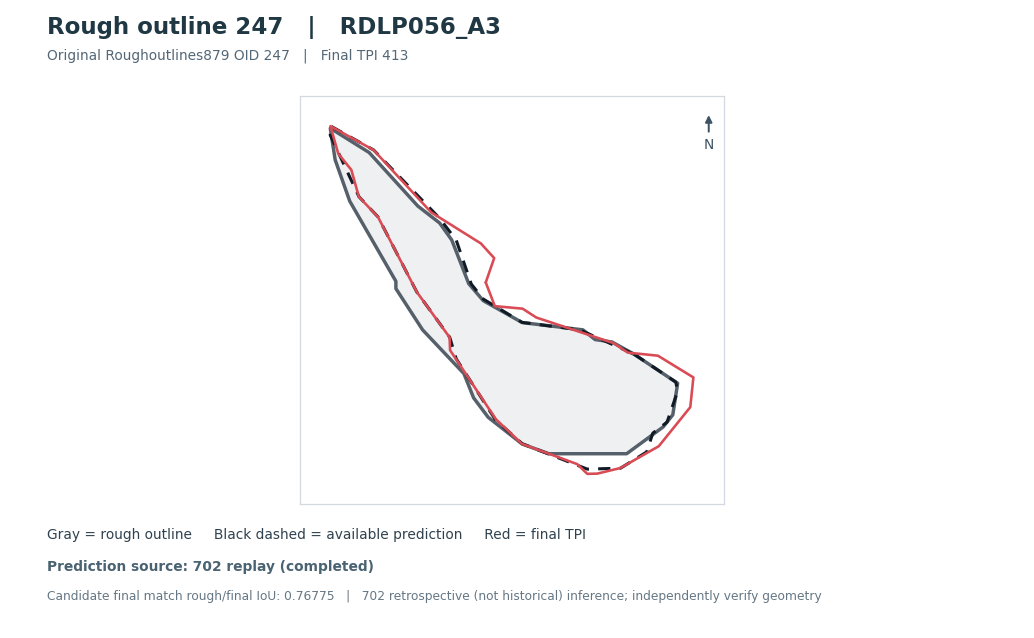 Rough outline 247   |   RDLP056_A3
Original Roughoutlines879 OID 247   |   Final TPI 413
N
Gray = rough outline     Black dashed = available prediction     Red = final TPI
Prediction source: 702 replay (completed)
Candidate final match rough/final IoU: 0.76775   |   702 retrospective (not historical) inference; independently verify geometry